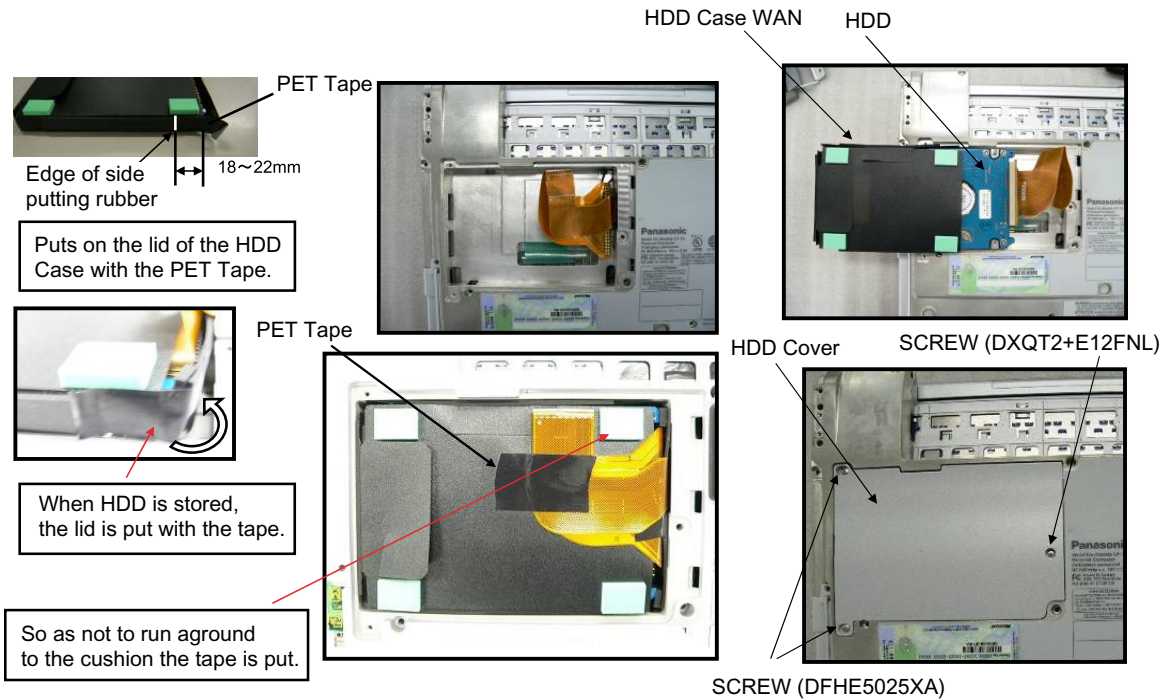 HDD Case WAN
HDD
PET Tape
18～22mm
Edge of side
putting rubber
Puts on the lid of the HDD
Case with the PET Tape.
Panasonic
Panasonic
PET Tape
HDD Cover
SCREW (DXQT2+E12FNL)
When HDD is stored,
the lid is put with the tape.
Panasonic
So as not to run aground
to the cushion the tape is put.
SCREW (DFHE5025XA)